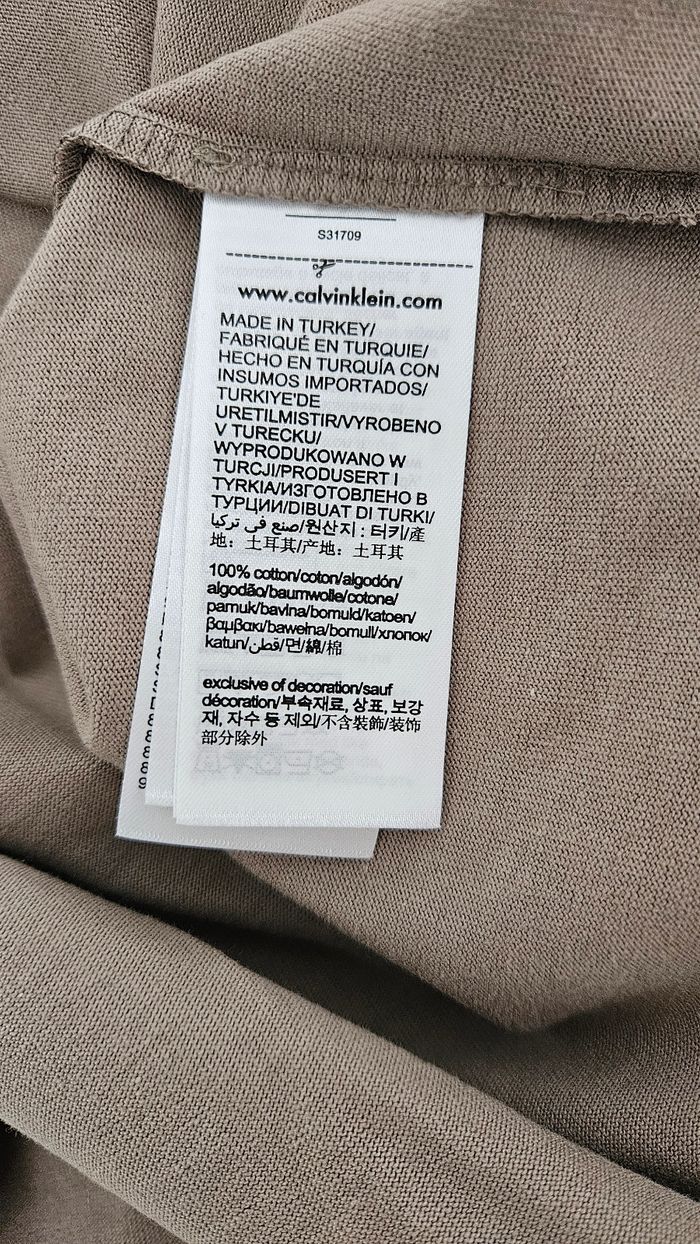 S31709
www.calvinklein.com
MADE IN TURKEY/
FABRIQUÉ EN TURQUIE/
HECHO EN TURQUÍA CON
INSUMOS IMPORTADOS/
TURKIYE'DE
URETILMISTIR/VYROBENO
V TURECKU/
WYPRODUKOWANO W
TURCJI/PRODUSERT I
TYRKIA/ИЗГОТОВЛЕНО В
ТУРЦИИ/DIBUAT DI TURKI/
صنع في تركيا/원산지 : 터키/產
地：土耳其/产地：土耳其
100% cotton/coton/algodón/
algodão/baumwolle/cotone/
pamuk/bavlna/bomuld/katoen/
βαμβακι/bawełna/bomull/хлопок/
katun/قطن/면/綿/棉
exclusive of decoration/sauf
décoration/부속재료, 상표, 보강
재, 자수 등 제외/不含裝飾/装饰
部分除外